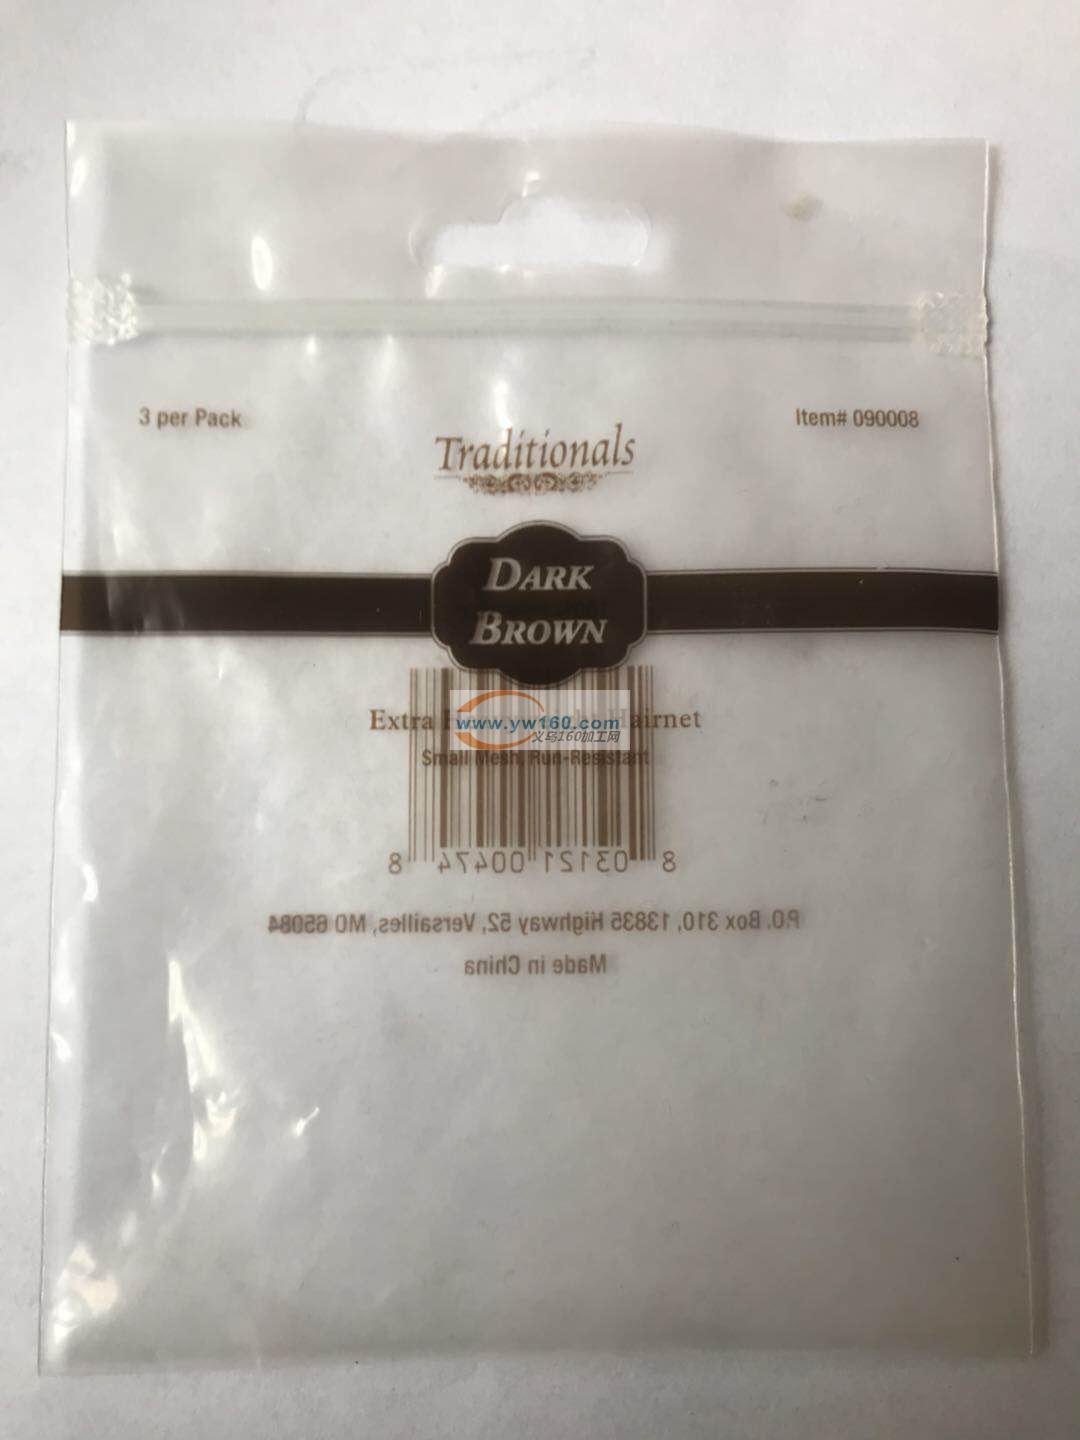 3 per Pack
Item# 090008
Traditionals
DARK
BROWN
Extra Hairnet
www.yw160.com
义乌160加工网
Small Mesh, Run-Resistant
8 03121 00474 8
P.O. Box 310, 13835 Highway 52, Versailles, MO 65084
Made in China